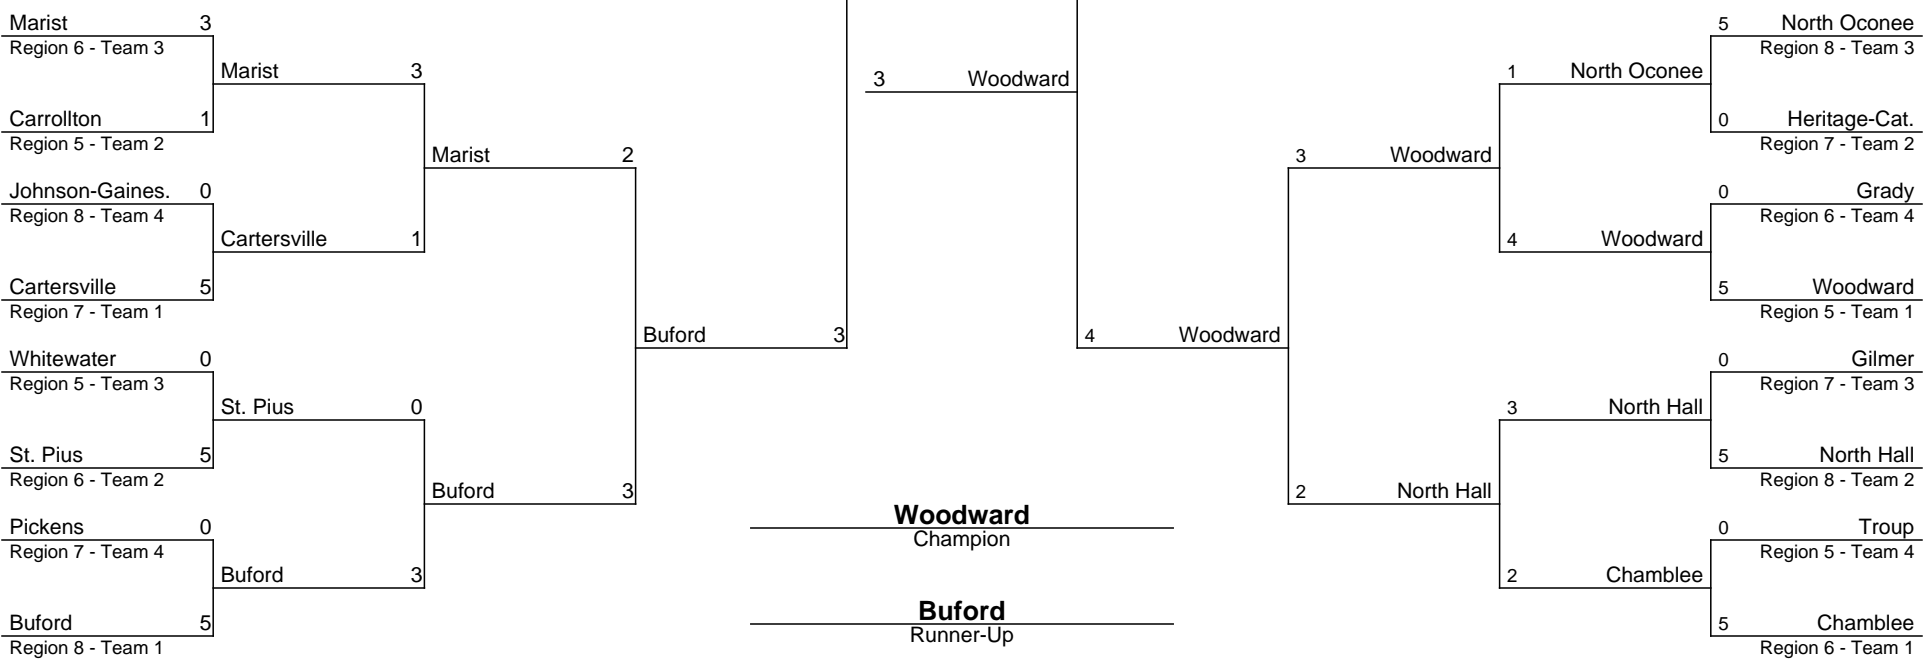 Marist 3
Region 6 - Team 3
Marist 3
Carrollton 1
Region 5 - Team 2
Marist 2
Johnson-Gaines. 0
Region 8 - Team 4
Cartersville 1
Cartersville 5
Region 7 - Team 1
Buford 3
Whitewater 0
Region 5 - Team 3
St. Pius 0
St. Pius 5
Region 6 - Team 2
Buford 3
Pickens 0
Region 7 - Team 4
Buford 3
Buford 5
Region 8 - Team 1
3 Woodward
4 Woodward
Woodward
Champion
Buford
Runner-Up
5 North Oconee
Region 8 - Team 3
1 North Oconee
0 Heritage-Cat.
Region 7 - Team 2
3 Woodward
0 Grady
Region 6 - Team 4
4 Woodward
5 Woodward
Region 5 - Team 1
0 Gilmer
Region 7 - Team 3
3 North Hall
5 North Hall
Region 8 - Team 2
2 North Hall
0 Troup
Region 5 - Team 4
2 Chamblee
5 Chamblee
Region 6 - Team 1